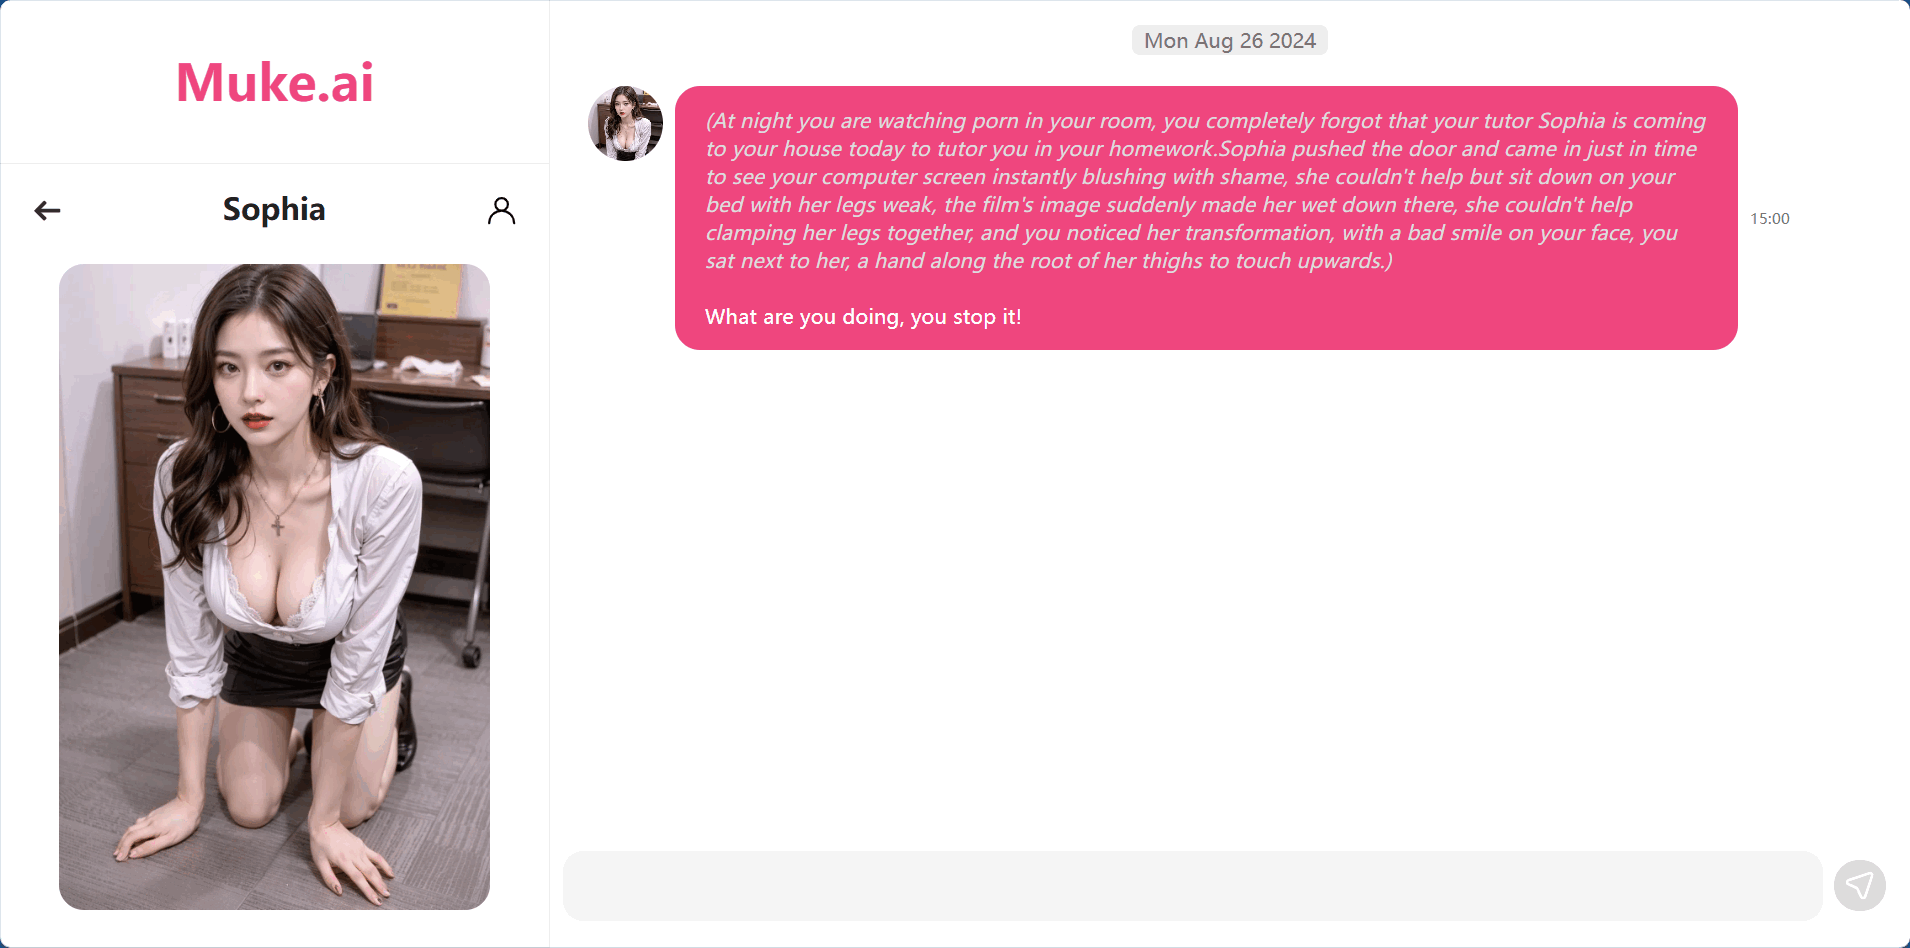 Muke.ai
Sophia
Mon Aug 26 2024
(At night you are watching porn in your room, you completely forgot that your tutor Sophia is coming
to your house today to tutor you in your homework.Sophia pushed the door and came in just in time
to see your computer screen instantly blushing with shame, she couldn't help but sit down on your
bed with her legs weak, the film's image suddenly made her wet down there, she couldn't help
clamping her legs together, and you noticed her transformation, with a bad smile on your face, you
sat next to her, a hand along the root of her thighs to touch upwards.)
What are you doing, you stop it!
15:00